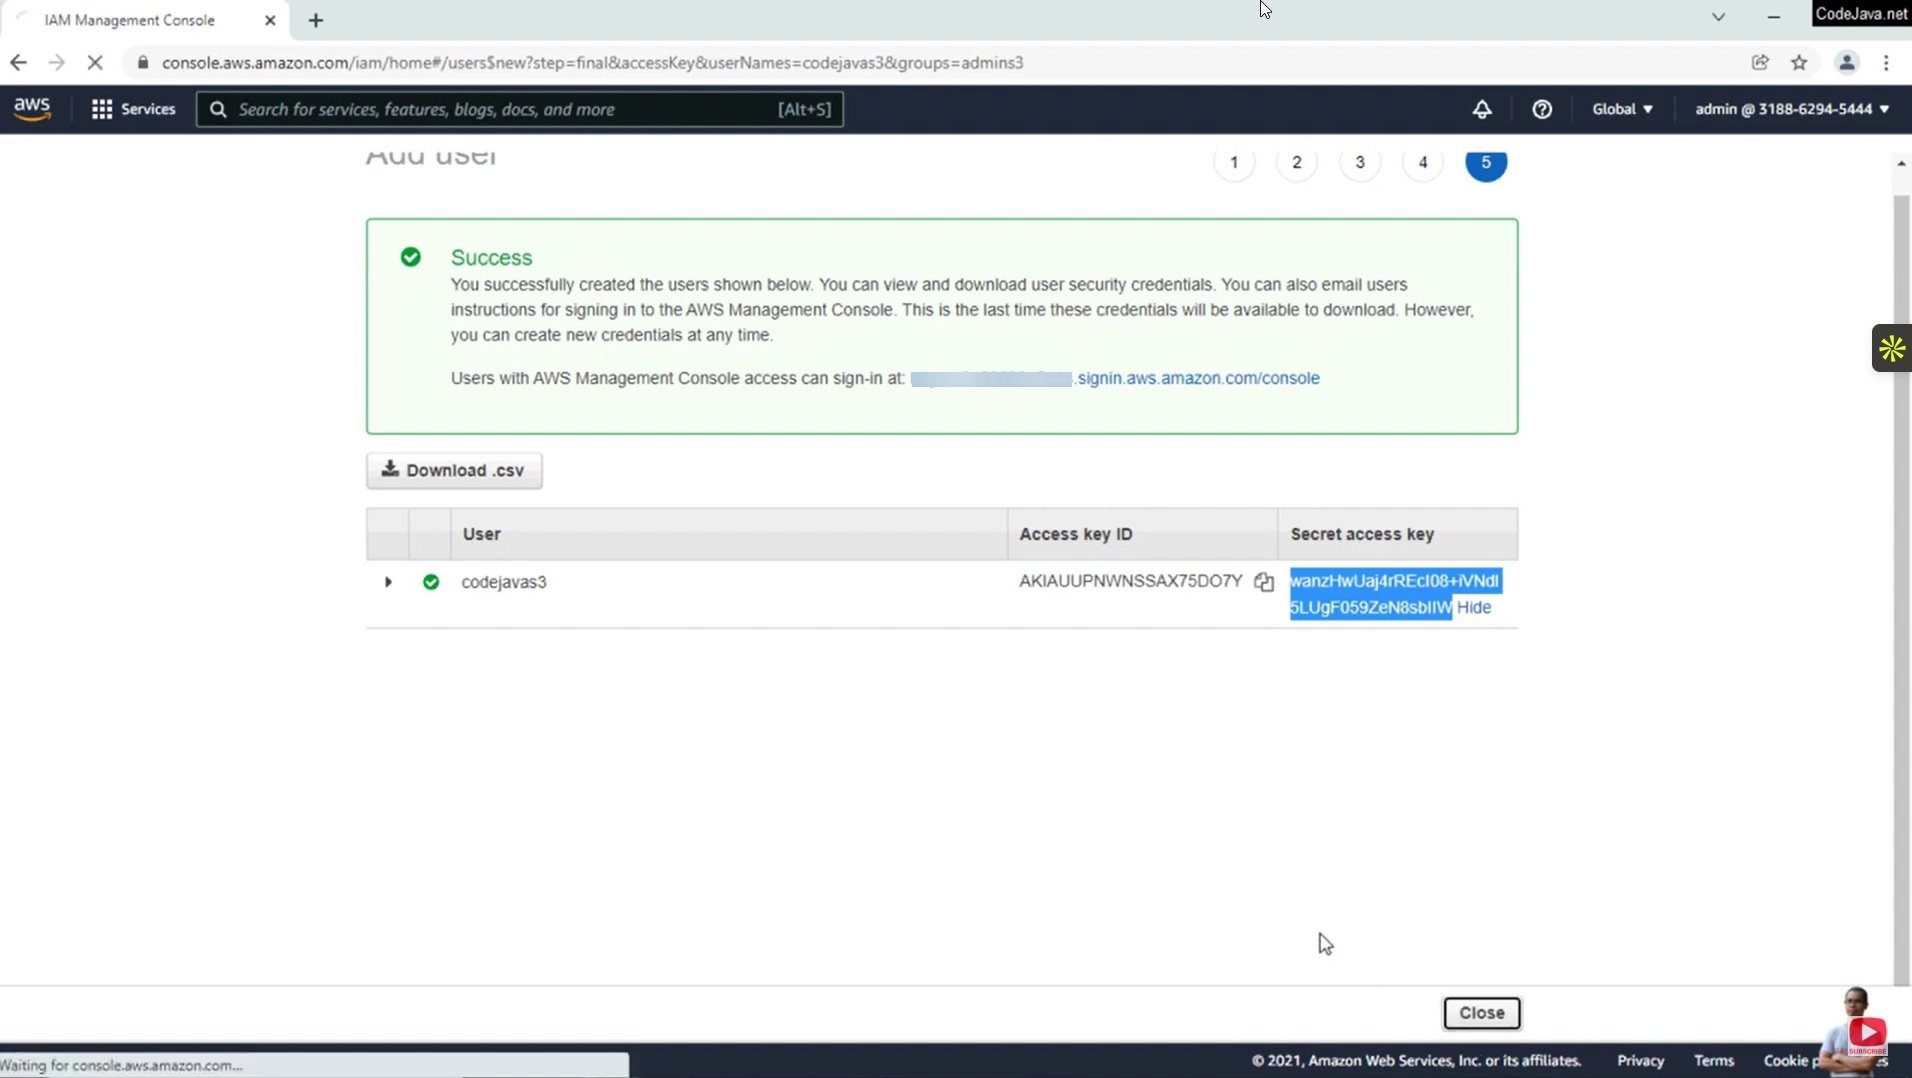 IAM Management Console
CodeJava.net
console.aws.amazon.com/iam/home#/users$new?step=final&accessKey&userNames=codejavas3&groups=admins3
aws
Services
Search for services, features, blogs, docs, and more [Alt+S]
Global
admin @ 3188-6294-5444
Add user
1 2 3 4 5
Success
You successfully created the users shown below. You can view and download user security credentials. You can also email users
instructions for signing in to the AWS Management Console. This is the last time these credentials will be available to download. However,
you can create new credentials at any time.
Users with AWS Management Console access can sign-in at: .signin.aws.amazon.com/console
Download .csv
User Access key ID Secret access key
codejavas3 AKIAUUPNWNSSAX75DO7Y wanzHwUaj4rREcI08+iVNdI
5LUgF059ZeN8sbIIW Hide
Close
Waiting for console.aws.amazon.com...
© 2021, Amazon Web Services, Inc. or its affiliates. Privacy Terms Cookie
SUBSCRIBE